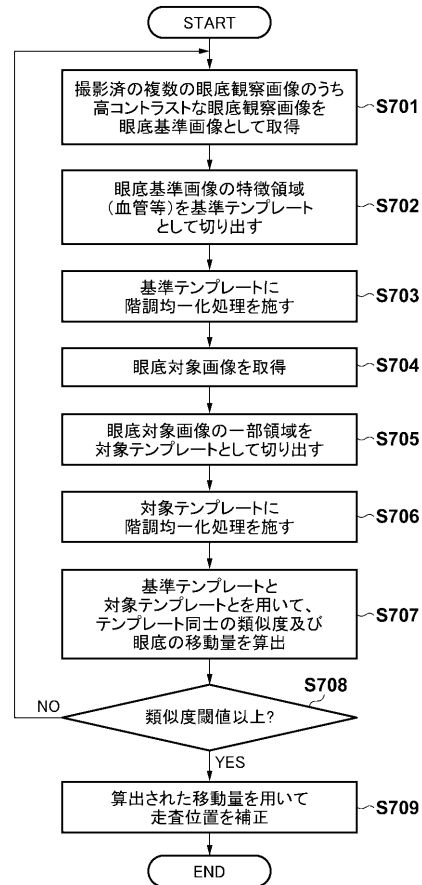 START
撮影済の複数の眼底観察画像のうち
高コントラストな眼底観察画像を
眼底基準画像として取得
S701
眼底基準画像の特徴領域
(血管等)を基準テンプレート
として切り出す
S702
基準テンプレートに
階調均一化処理を施す
S703
眼底対象画像を取得
S704
眼底対象画像の一部領域を
対象テンプレートとして切り出す
S705
対象テンプレートに
階調均一化処理を施す
S706
基準テンプレートと
対象テンプレートとを用いて、
テンプレート同士の類似度及び
眼底の移動量を算出
S707
S708
NO
類似度閾値以上?
YES
算出された移動量を用いて
走査位置を補正
S709
END